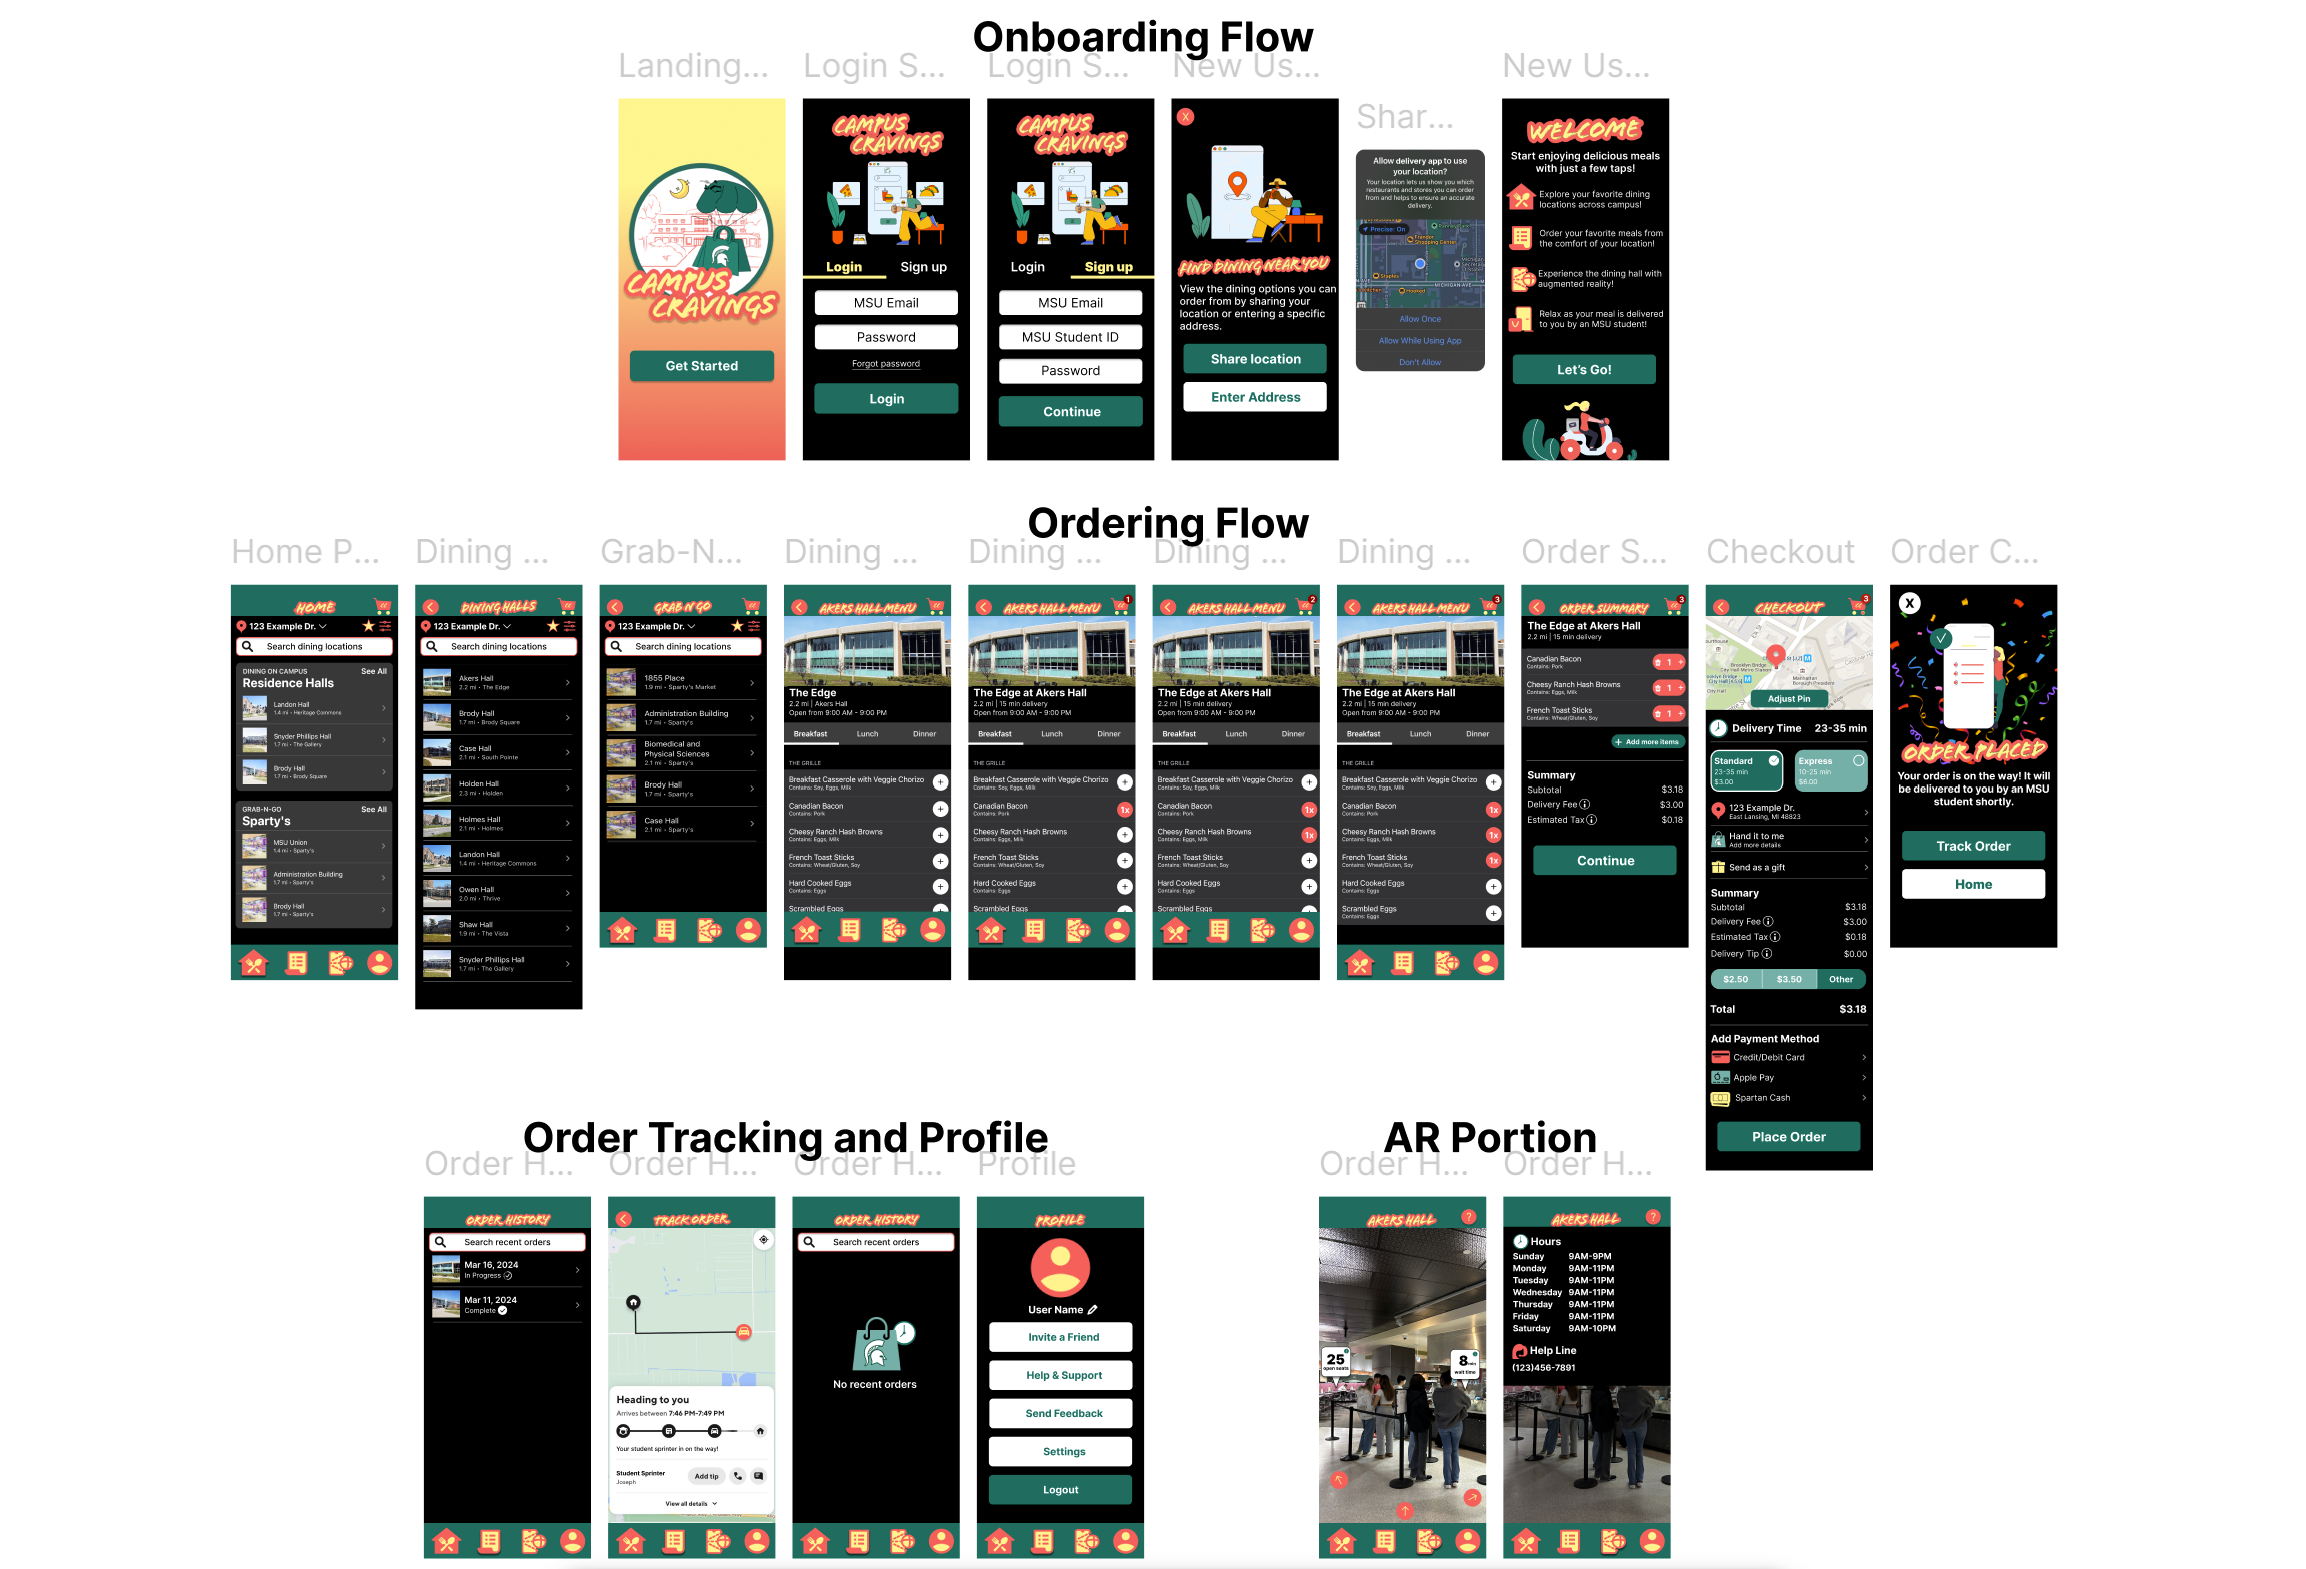 Onboarding Flow
Landing...
Login S...
Login S...
New Us...
Shar...
New Us...
CAMPUS
CRAVINGS
Get Started
CAMPUS
CRAVINGS
Login
Sign up
MSU Email
Password
Forgot password
Login
CAMPUS
CRAVINGS
Login
Sign up
MSU Email
MSU Student ID
Password
Continue
X
FIND DINING NEAR YOU
View the dining options you can
order from by sharing your
location or entering a specific
address.
Share location
Enter Address
Allow delivery app to use
your location?
Your location lets us show you which
restaurants and stores you can order
from and helps to ensure an accurate
delivery.
Precise: On
Frandor
Shopping Center
Staples
MICHIGAN AVE
Hooked
Allow Once
Allow While Using App
Don't Allow
WELCOME
Start enjoying delicious meals
with just a few taps!
Explore your favorite dining
locations across campus!
Order your favorite meals from
the comfort of your location!
Experience the dining hall with
augmented reality!
Relax as your meal is delivered
to you by an MSU student!
Let's Go!
Ordering Flow
Home P...
Dining ...
Grab-N...
Dining ...
Dining ...
Dining ...
Dining ...
Order S...
Checkout
Order C...
HOME
123 Example Dr.
Search dining locations
DINING ON CAMPUS
See All
Residence Halls
Landon Hall
1.4 mi • Heritage Commons
Snyder Phillips Hall
1.7 mi • The Gallery
Brody Hall
1.7 mi • Brody Square
GRAB-N-GO
See All
Sparty's
MSU Union
1.4 mi • Sparty's
Administration Building
1.7 mi • Sparty's
Brody Hall
1.7 mi • Sparty's
DINING HALLS
123 Example Dr.
Search dining locations
Akers Hall
2.2 mi • The Edge
Brody Hall
1.7 mi • Brody Square
Case Hall
2.1 mi • South Pointe
Holden Hall
2.3 mi • Holden
Holmes Hall
2.1 mi • Holmes
Landon Hall
1.4 mi • Heritage Commons
Owen Hall
2.0 mi • Thrive
Shaw Hall
1.9 mi • The Vista
Snyder Phillips Hall
1.7 mi • The Gallery
GRAB N' GO
123 Example Dr.
Search dining locations
1855 Place
1.9 mi • Sparty's Market
Administration Building
1.7 mi • Sparty's
Biomedical and
Physical Sciences
2.1 mi • Sparty's
Brody Hall
1.7 mi • Sparty's
Case Hall
2.1 mi • Sparty's
AKERS HALL MENU
The Edge
2.2 mi | Akers Hall
Open from 9:00 AM - 9:00 PM
Breakfast
Lunch
Dinner
THE GRILLE
Breakfast Casserole with Veggie Chorizo
Contains: Soy, Eggs, Milk
Canadian Bacon
Contains: Pork
Cheesy Ranch Hash Browns
Contains: Eggs, Milk
French Toast Sticks
Contains: Wheat/Gluten, Soy
Hard Cooked Eggs
Contains: Eggs
Scrambled Eggs
AKERS HALL MENU
1
The Edge at Akers Hall
2.2 mi | 15 min delivery
Open from 9:00 AM - 9:00 PM
Breakfast
Lunch
Dinner
THE GRILLE
Breakfast Casserole with Veggie Chorizo
Contains: Soy, Eggs, Milk
Canadian Bacon
Contains: Pork
1x
Cheesy Ranch Hash Browns
Contains: Eggs, Milk
French Toast Sticks
Contains: Wheat/Gluten, Soy
Hard Cooked Eggs
Contains: Eggs
Scrambled Eggs
AKERS HALL MENU
2
The Edge at Akers Hall
2.2 mi | 15 min delivery
Open from 9:00 AM - 9:00 PM
Breakfast
Lunch
Dinner
THE GRILLE
Breakfast Casserole with Veggie Chorizo
Contains: Soy, Eggs, Milk
Canadian Bacon
Contains: Pork
1x
Cheesy Ranch Hash Browns
Contains: Eggs, Milk
1x
French Toast Sticks
Contains: Wheat/Gluten, Soy
Hard Cooked Eggs
Contains: Eggs
Scrambled Eggs
AKERS HALL MENU
3
The Edge at Akers Hall
2.2 mi | 15 min delivery
Open from 9:00 AM - 9:00 PM
Breakfast
Lunch
Dinner
THE GRILLE
Breakfast Casserole with Veggie Chorizo
Contains: Soy, Eggs, Milk
Canadian Bacon
Contains: Pork
1x
Cheesy Ranch Hash Browns
Contains: Eggs, Milk
1x
French Toast Sticks
Contains: Wheat/Gluten, Soy
1x
Hard Cooked Eggs
Contains: Eggs
Scrambled Eggs
Contains: Eggs
ORDER SUMMARY
3
The Edge at Akers Hall
2.2 mi | 15 min delivery
Canadian Bacon
Contains: Pork
1 +
Cheesy Ranch Hash Browns
Contains: Eggs, Milk
1 +
French Toast Sticks
Contains: Wheat/Gluten, Soy
1 +
+ Add more items
Summary
Subtotal $3.18
Delivery Fee $3.00
Estimated Tax $0.18
Continue
CHECKOUT
3
Adjust Pin
Delivery Time 23-35 min
Standard
23-35 min
$3.00
Express
10-25 min
$6.00
123 Example Dr.
East Lansing, MI 48823
Hand it to me
Add more details
Send as a gift
Summary
Subtotal $3.18
Delivery Fee $3.00
Estimated Tax $0.18
Delivery Tip $0.00
$2.50
$3.50
Other
Total $3.18
Add Payment Method
Credit/Debit Card
Apple Pay
Spartan Cash
Place Order
X
ORDER PLACED
Your order is on the way! It will
be delivered to you by an MSU
student shortly.
Track Order
Home
Order Tracking and Profile
Order H...
Order H...
Order H...
Profile
ORDER HISTORY
Search recent orders
Mar 16, 2024
In Progress
Mar 11, 2024
Complete
TRACK ORDER
Heading to you
Arrives between 7:46 PM-7:49 PM
Your student sprinter in on the way!
Student Sprinter
Joseph
Add tip
View all details
ORDER HISTORY
Search recent orders
No recent orders
PROFILE
User Name
Invite a Friend
Help & Support
Send Feedback
Settings
Logout
AR Portion
Order H...
Order H...
AKERS HALL
?
25
open seats
8 min
wait time
AKERS HALL
?
Hours
Sunday 9AM-9PM
Monday 9AM-11PM
Tuesday 9AM-11PM
Wednesday 9AM-11PM
Thursday 9AM-11PM
Friday 9AM-11PM
Saturday 9AM-10PM
Help Line
(123)456-7891